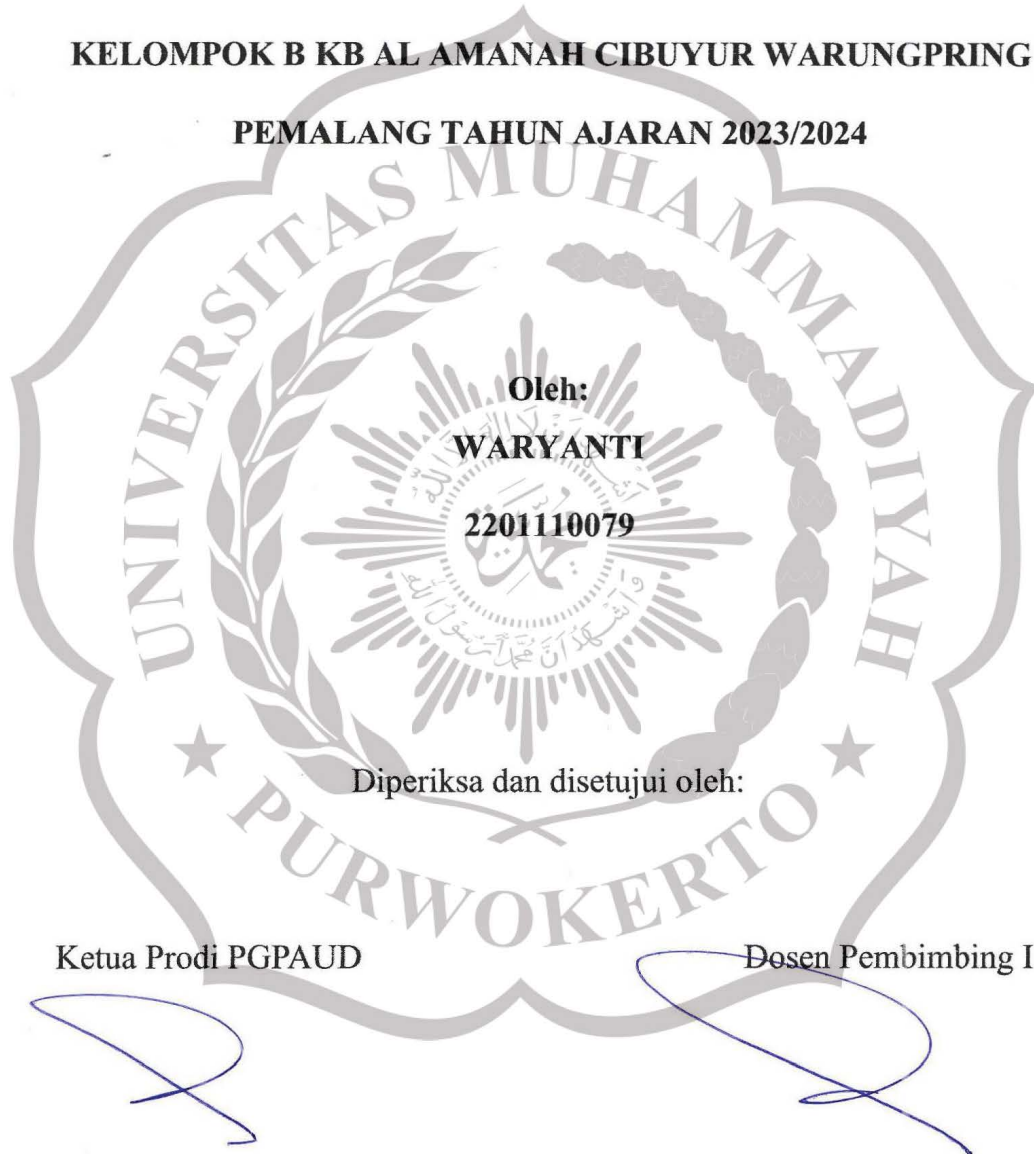 KELOMPOK B KB AL AMANAH CIBUYUR WARUNGPRING
PEMALANG TAHUN AJARAN 2023/2024
UNIVERSITAS MUHAMMADIYAH
PURWOKERTO
Oleh:
WARYANTI
2201110079
Diperiksa dan disetujui oleh:
Ketua Prodi PGPAUD
Dosen Pembimbing I